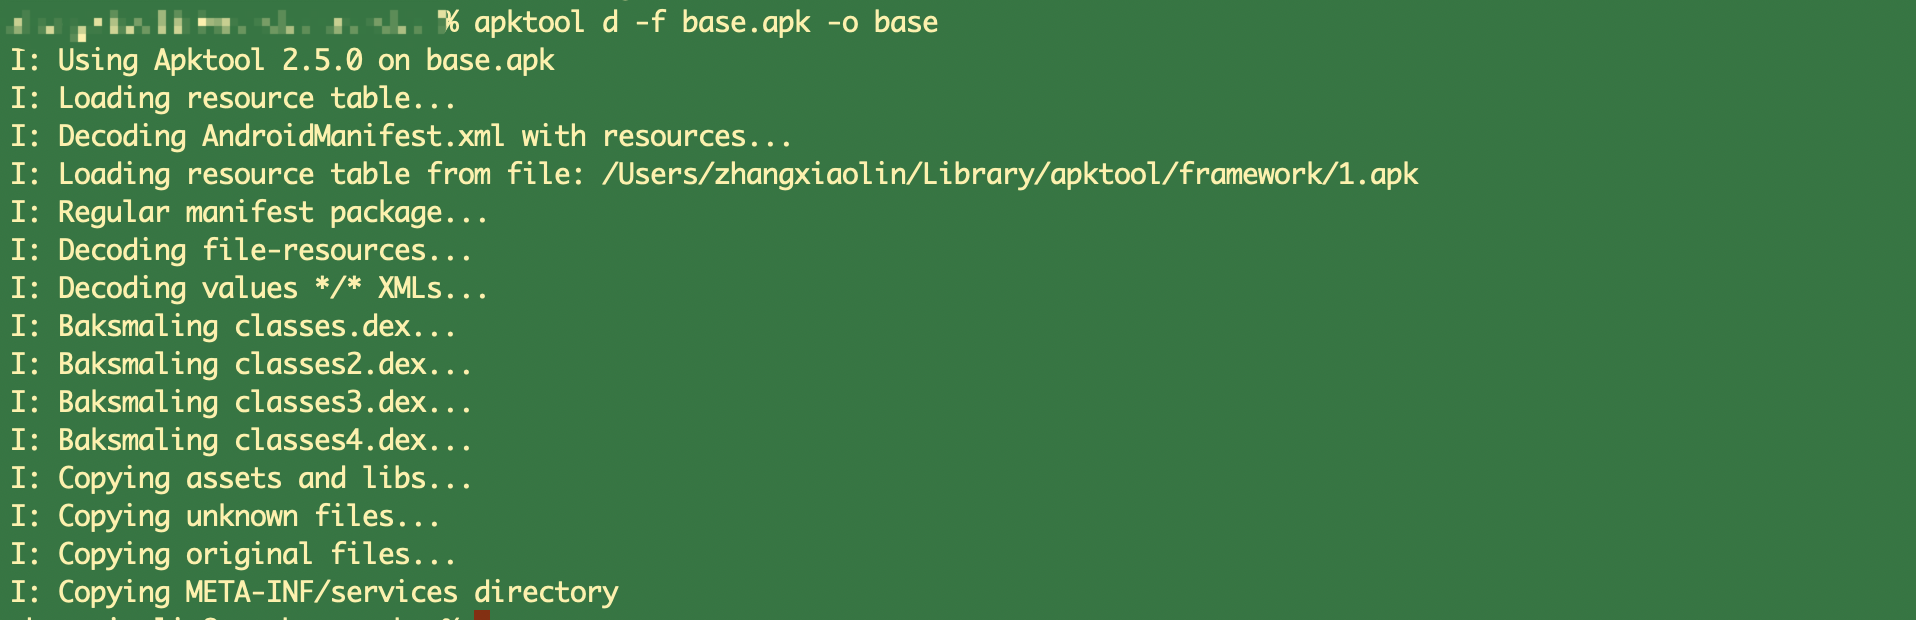 % apktool d -f base.apk -o base
I: Using Apktool 2.5.0 on base.apk
I: Loading resource table...
I: Decoding AndroidManifest.xml with resources...
I: Loading resource table from file: /Users/zhangxiaolin/Library/apktool/framework/1.apk
I: Regular manifest package...
I: Decoding file-resources...
I: Decoding values */* XMLs...
I: Baksmaling classes.dex...
I: Baksmaling classes2.dex...
I: Baksmaling classes3.dex...
I: Baksmaling classes4.dex...
I: Copying assets and libs...
I: Copying unknown files...
I: Copying original files...
I: Copying META-INF/services directory